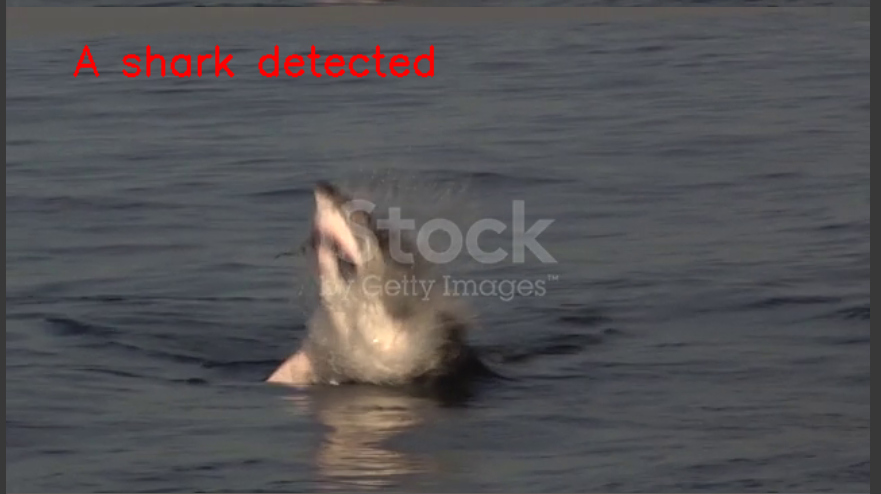 A shark detected
iStock
by Getty Images™